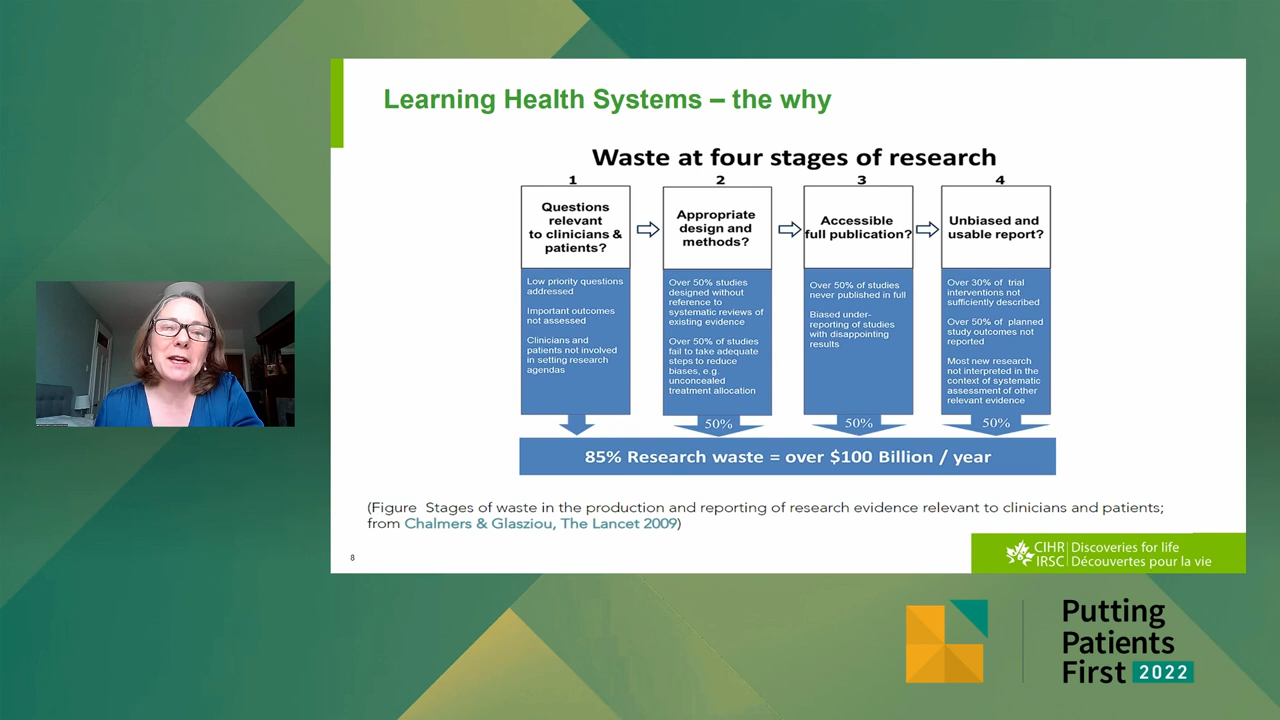 Learning Health Systems – the why
Waste at four stages of research
1
Questions
relevant
to clinicians &
patients?
Low priority questions
addressed
Important outcomes
not assessed
Clinicians and
patients not involved
in setting research
agendas
2
Appropriate
design and
methods?
Over 50% studies
designed without
reference to
systematic reviews of
existing evidence
Over 50% of studies
fail to take adequate
steps to reduce
biases, e.g.
unconcealed
treatment allocation
50%
3
Accessible
full publication?
Over 50% of studies
never published in full
Biased under-
reporting of studies
with disappointing
results
50%
4
Unbiased and
usable report?
Over 30% of trial
interventions not
sufficiently described
Over 50% of planned
study outcomes not
reported
Most new research
not interpreted in the
context of systematic
assessment of other
relevant evidence
50%
85% Research waste = over $100 Billion / year
(Figure Stages of waste in the production and reporting of research evidence relevant to clinicians and patients;
from Chalmers & Glasziou, The Lancet 2009)
8
CIHR Discoveries for life
IRSC Découvertes pour la vie
Putting
Patients
First 2022